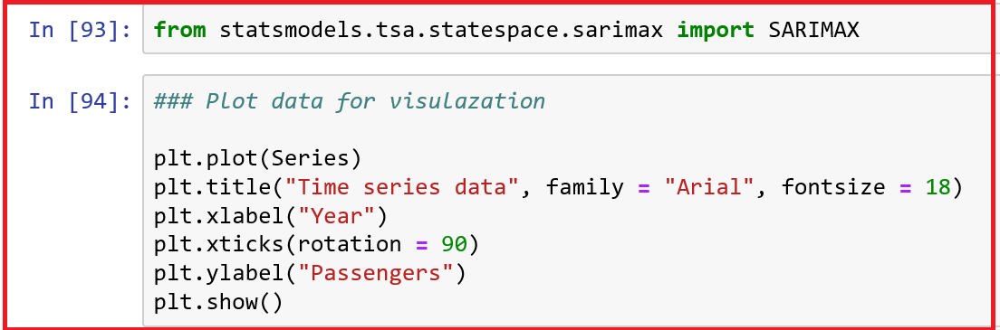 In [93]: from statsmodels.tsa.statespace.sarimax import SARIMAX
In [94]: ### Plot data for visulazation
plt.plot(Series)
plt.title("Time series data", family = "Arial", fontsize = 18)
plt.xlabel("Year")
plt.xticks(rotation = 90)
plt.ylabel("Passengers")
plt.show()